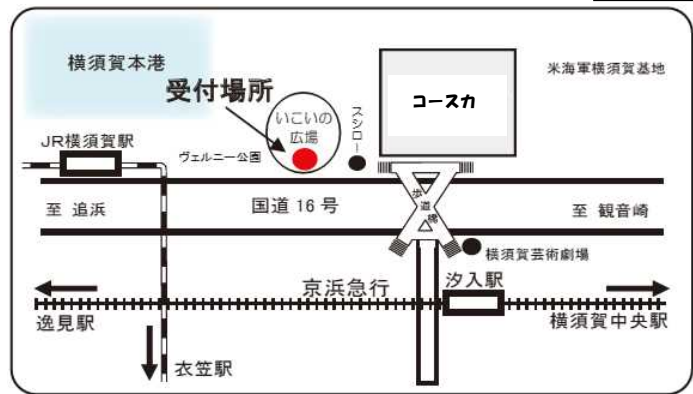 横須賀本港
米海軍横須賀基地
受付場所
コースカ
いこいの
広場
スシロー
JR横須賀駅
ヴェルニー公園
至 追浜
国道 16 号
歩道橋
至 観音崎
横須賀芸術劇場
京浜急行
汐入駅
逸見駅
横須賀中央駅
衣笠駅